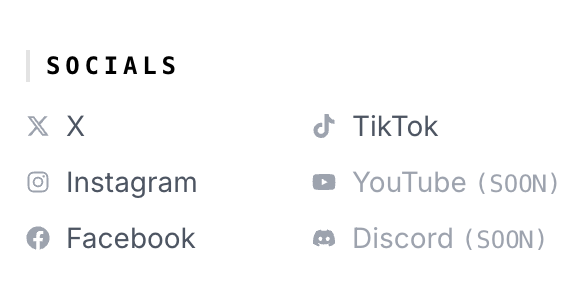 SOCIALS
X
TikTok
Instagram
YouTube (SOON)
Facebook
Discord (SOON)